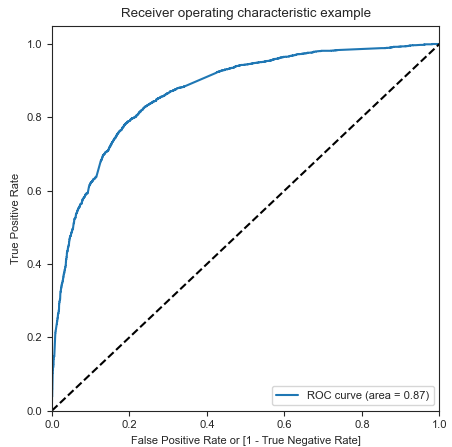 Receiver operating characteristic example
True Positive Rate
1.0
0.8
0.6
0.4
0.2
0.0
ROC curve (area = 0.87)
0.0 0.2 0.4 0.6 0.8 1.0
False Positive Rate or [1 - True Negative Rate]